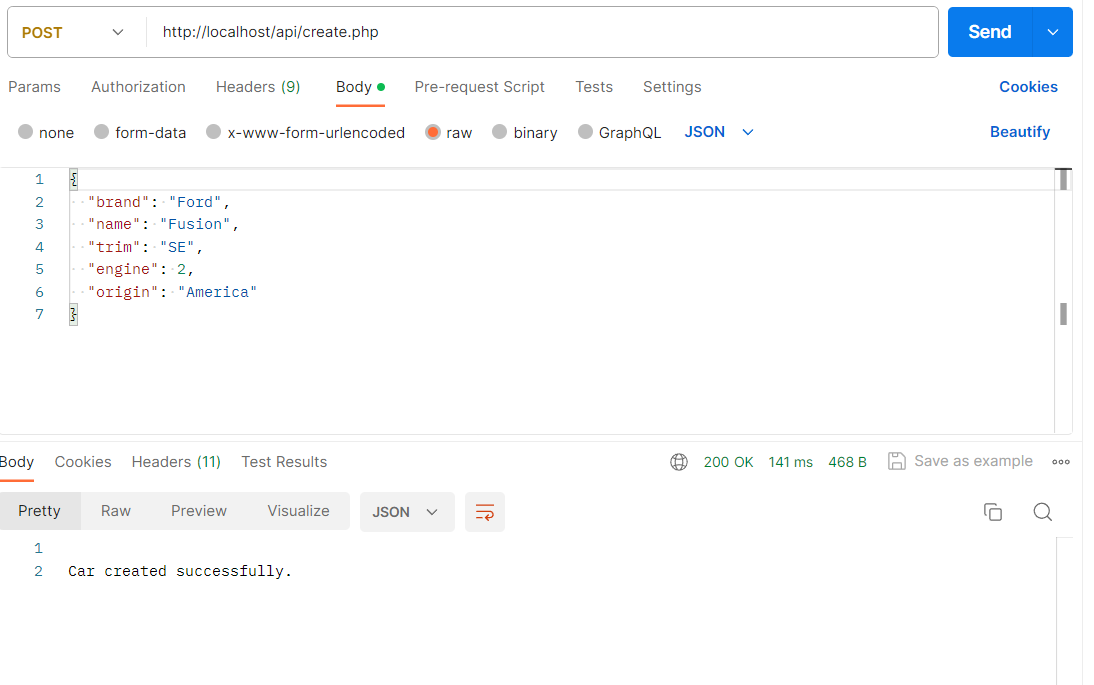 POST http://localhost/api/create.php Send
Params Authorization Headers (9) Body Pre-request Script Tests Settings Cookies
none form-data x-www-form-urlencoded raw binary GraphQL JSON Beautify
1 {
2 "brand": "Ford",
3 "name": "Fusion",
4 "trim": "SE",
5 "engine": 2,
6 "origin": "America"
7 }
Body Cookies Headers (11) Test Results 200 OK 141 ms 468 B Save as example
Pretty Raw Preview Visualize JSON
1
2 Car created successfully.